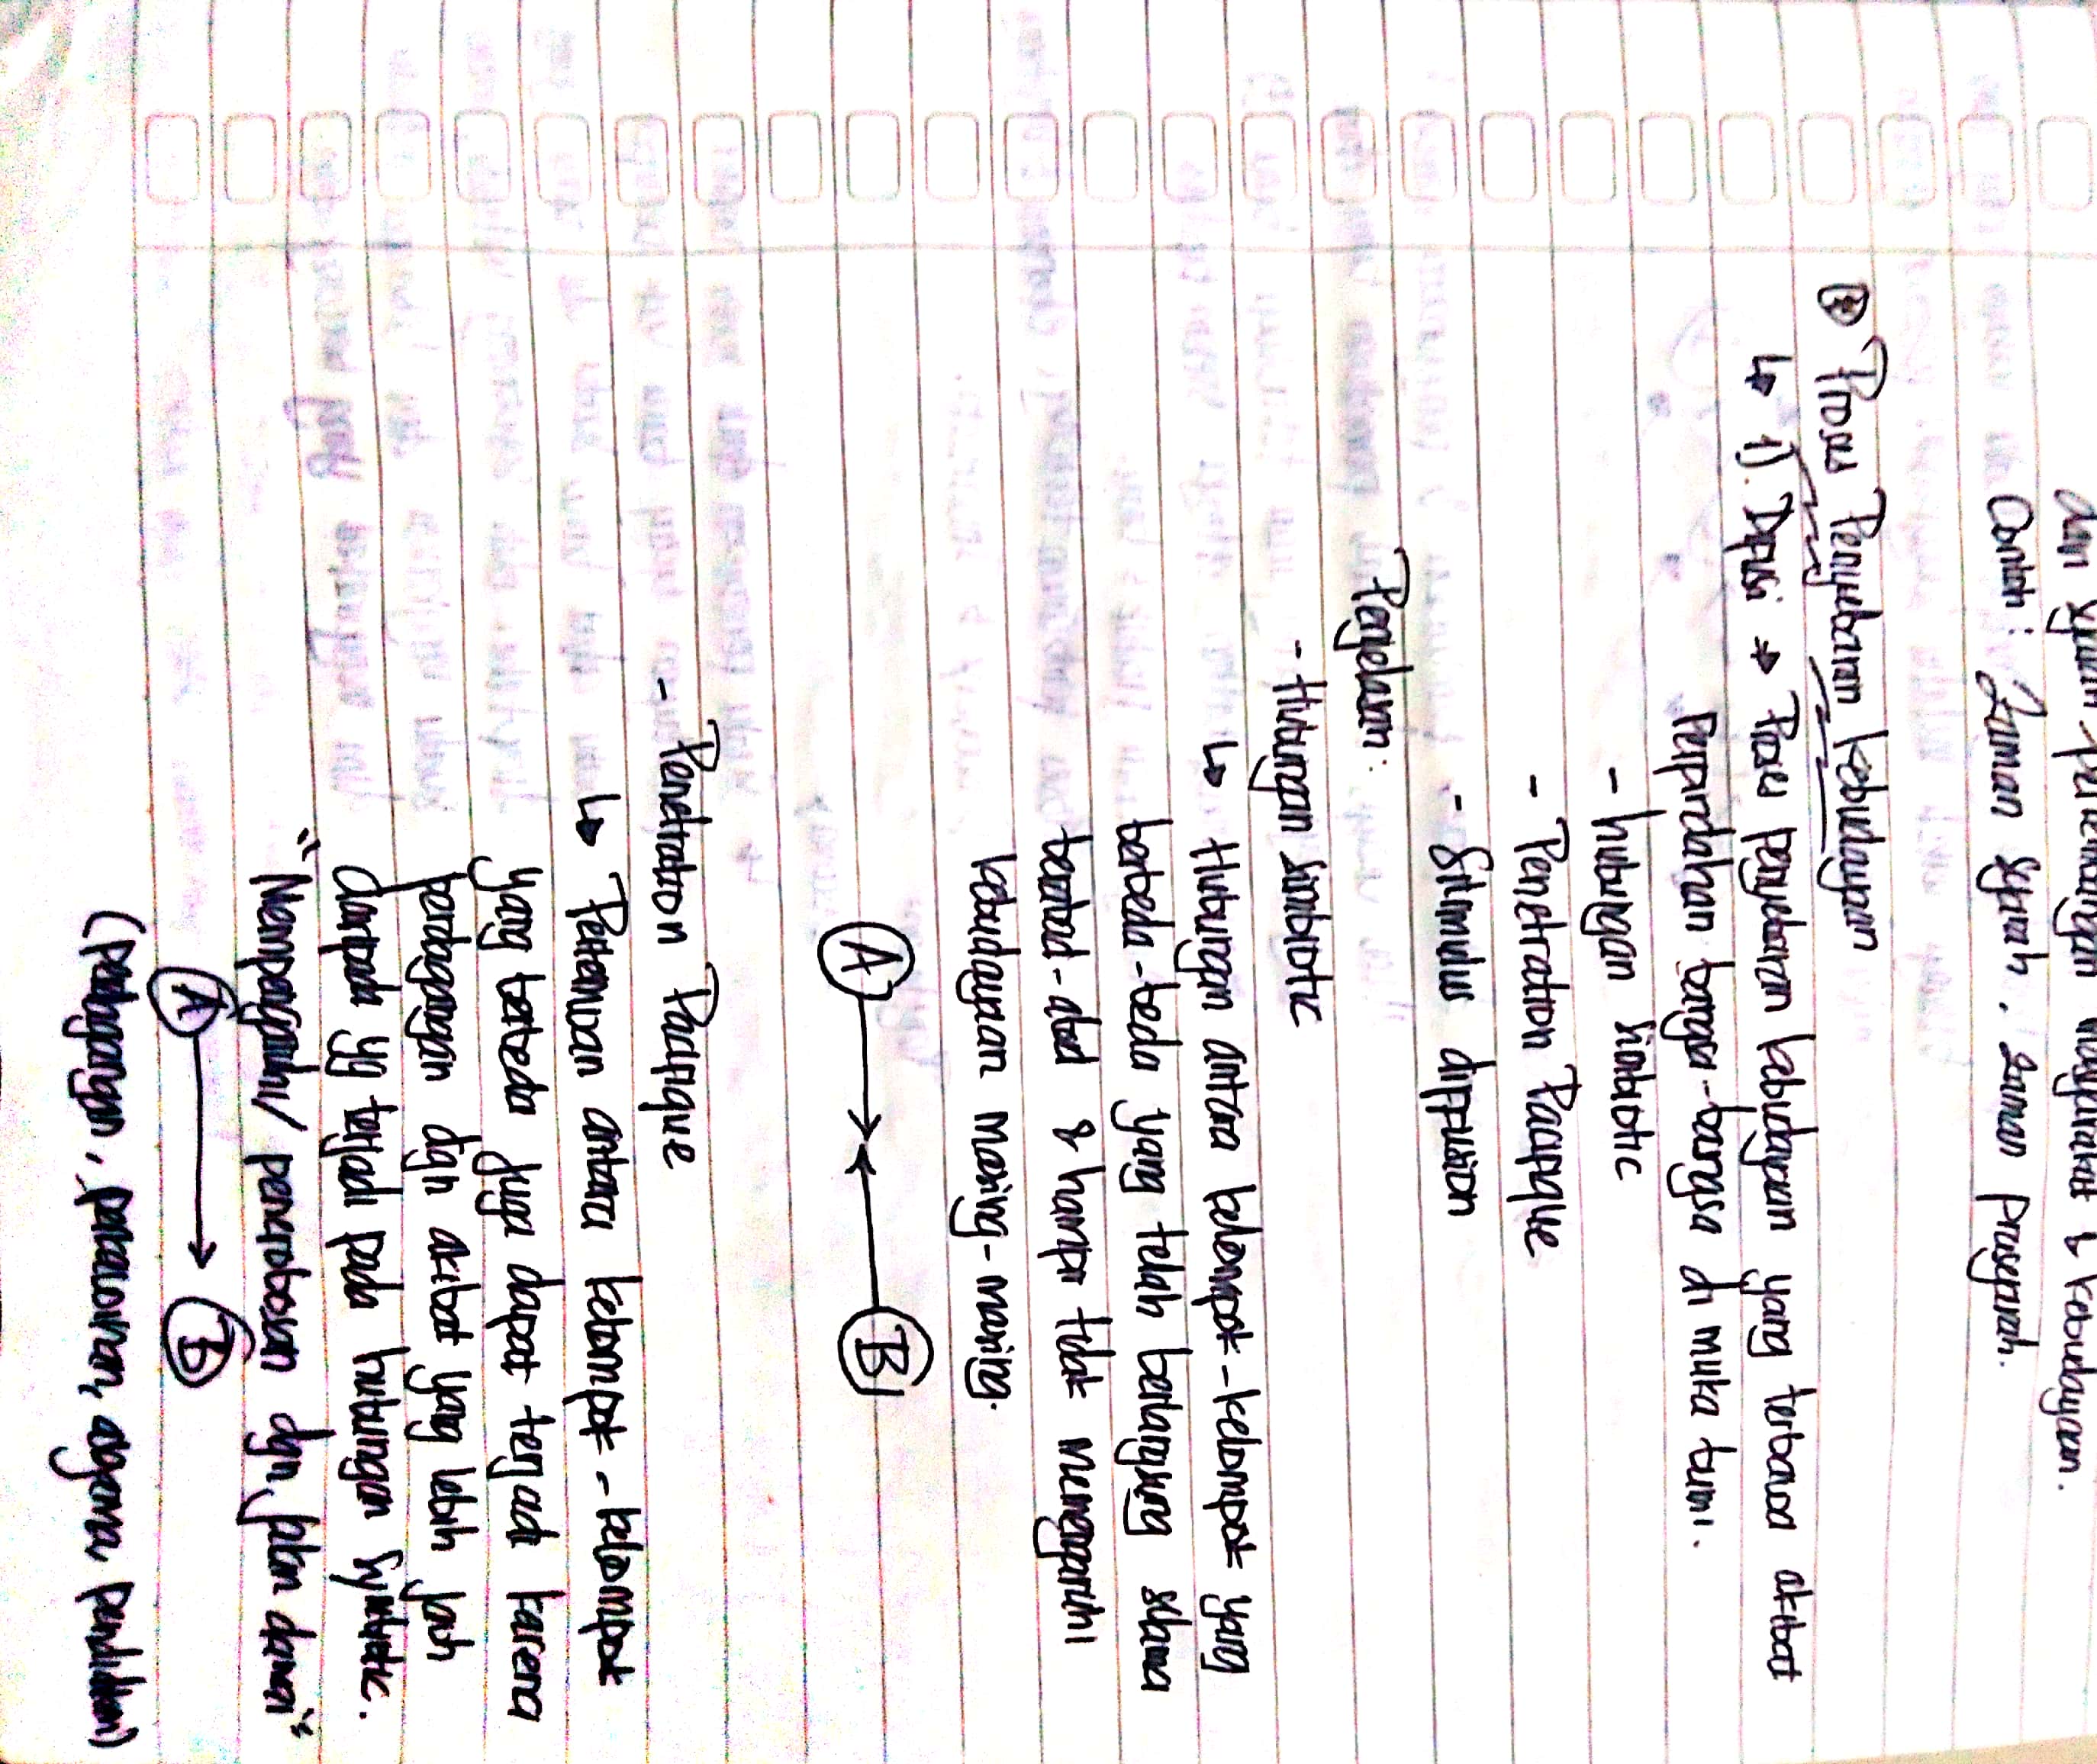 dan sejarah perkembangan masyarakat & kebudayaan.
Contoh: Zaman Sejarah, zaman prasejarah.
Proses Penyebaran kebudayaan
↳ 1). Difusi → Proses penyebaran kebudayaan yang terbawa akibat
perpindahan bangsa-bangsa di muka bumi.
- hubungan simbiotic
- Penetration Pacifique
- Stimulus diffusion
Penjelasan:
- Hubungan Simbiotic
↳ Hubungan antara kelompok-kelompok yang
berbeda-beda yang telah berlangsung selama
berabad-abad & hampir tidak memengaruhi
kebudayaan masing-masing.
A B
- Penetration Pacifique
↳ Pertemuan antara kelompok-kelompok
yang berbeda juga dapat terjadi karena
perdagangan dgn akibat yang lebih jauh
daripada yg terjadi pada hubungan symbiotic.
"Mempengaruhi/ penerobosan dgn jalan damai"
A B
(perdagangan, pelayaran, agama, pendidikan)